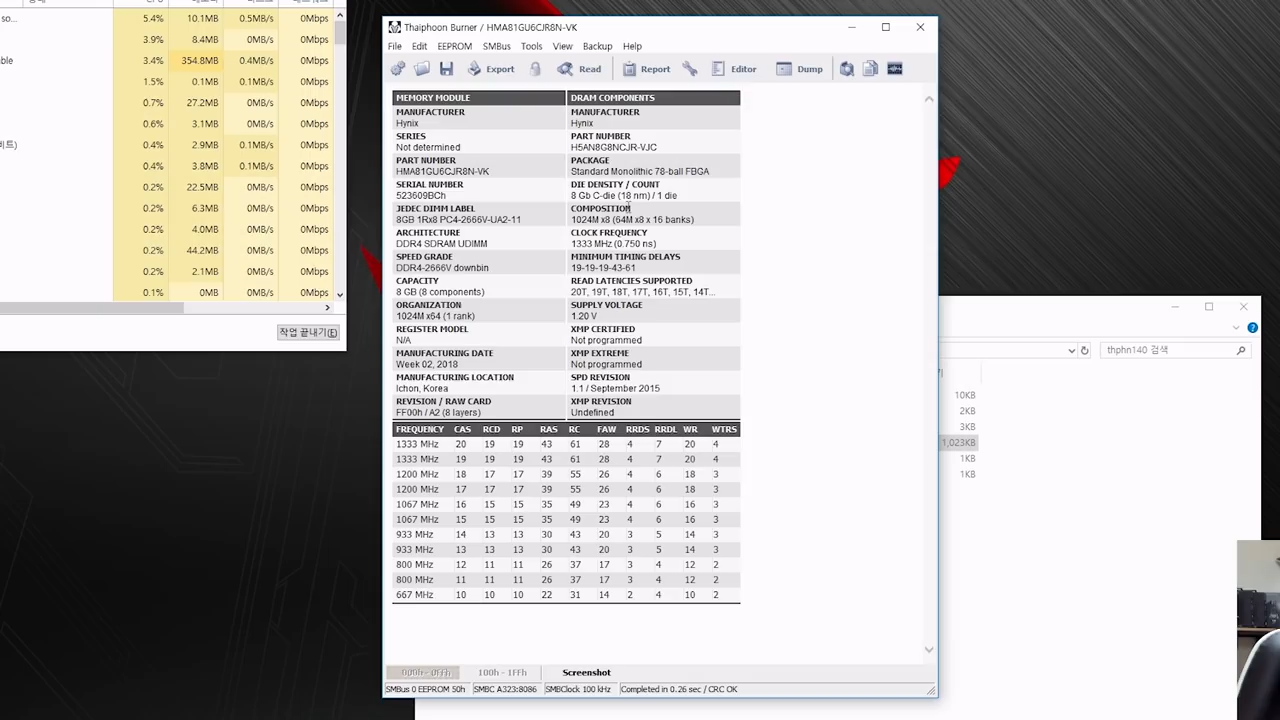 so...
5.4% 10.1MB 0.5MB/s 0Mbps
3.9% 8.4MB 0MB/s 0Mbps
ble 3.4% 354.8MB 0.4MB/s 0Mbps
1.5% 0.1MB 0.1MB/s 0Mbps
0.7% 27.2MB 0MB/s 0Mbps
0.6% 3.1MB 0MB/s 0Mbps
비트) 0.4% 2.9MB 0.1MB/s 0Mbps
0.4% 3.8MB 0.1MB/s 0Mbps
0.2% 22.5MB 0MB/s 0Mbps
0.2% 6.3MB 0MB/s 0Mbps
0.2% 4.0MB 0MB/s 0Mbps
0.2% 44.2MB 0MB/s 0Mbps
0.2% 2.1MB 0MB/s 0Mbps
0.1% 0MB 0MB/s 0Mbps
작업 끝내기(E)
Thaiphoon Burner / HMA81GU6CJR8N-VK
File Edit EEPROM SMBus Tools View Backup Help
Export Read Report Editor Dump
MEMORY MODULE DRAM COMPONENTS
MANUFACTURER MANUFACTURER
Hynix Hynix
SERIES PART NUMBER
Not determined H5AN8G8NCJR-VJC
PART NUMBER PACKAGE
HMA81GU6CJR8N-VK Standard Monolithic 78-ball FBGA
SERIAL NUMBER DIE DENSITY / COUNT
523609BCh 8 Gb C-die (18 nm) / 1 die
JEDEC DIMM LABEL COMPOSITION
8GB 1Rx8 PC4-2666V-UA2-11 1024M x8 (64M x8 x 16 banks)
ARCHITECTURE CLOCK FREQUENCY
DDR4 SDRAM UDIMM 1333 MHz (0.750 ns)
SPEED GRADE MINIMUM TIMING DELAYS
DDR4-2666V downbin 19-19-19-43-61
CAPACITY READ LATENCIES SUPPORTED
8 GB (8 components) 20T, 19T, 18T, 17T, 16T, 15T, 14T...
ORGANIZATION SUPPLY VOLTAGE
1024M x64 (1 rank) 1.20 V
REGISTER MODEL XMP CERTIFIED
N/A Not programmed
MANUFACTURING DATE XMP EXTREME
Week 02, 2018 Not programmed
MANUFACTURING LOCATION SPD REVISION
Ichon, Korea 1.1 / September 2015
REVISION / RAW CARD XMP REVISION
FF00h / A2 (8 layers) Undefined
FREQUENCY CAS RCD RP RAS RC FAW RRDS RRDL WR WTRS
1333 MHz 20 19 19 43 61 28 4 7 20 4
1333 MHz 19 19 19 43 61 28 4 7 20 4
1200 MHz 18 17 17 39 55 26 4 6 18 3
1200 MHz 17 17 17 39 55 26 4 6 18 3
1067 MHz 16 15 15 35 49 23 4 6 16 3
1067 MHz 15 15 15 35 49 23 4 6 16 3
933 MHz 14 13 13 30 43 20 3 5 14 3
933 MHz 13 13 13 30 43 20 3 5 14 3
800 MHz 12 11 11 26 37 17 3 4 12 2
800 MHz 11 11 11 26 37 17 3 4 12 2
667 MHz 10 10 10 22 31 14 2 4 10 2
000h - 0FFh 100h - 1FFh Screenshot
SMBus 0 EEPROM 50h SMBC A323:8086 SMBClock 100 kHz Completed in 0.26 sec / CRC OK
thphn140 검색
10KB
2KB
3KB
1,023KB
1KB
1KB